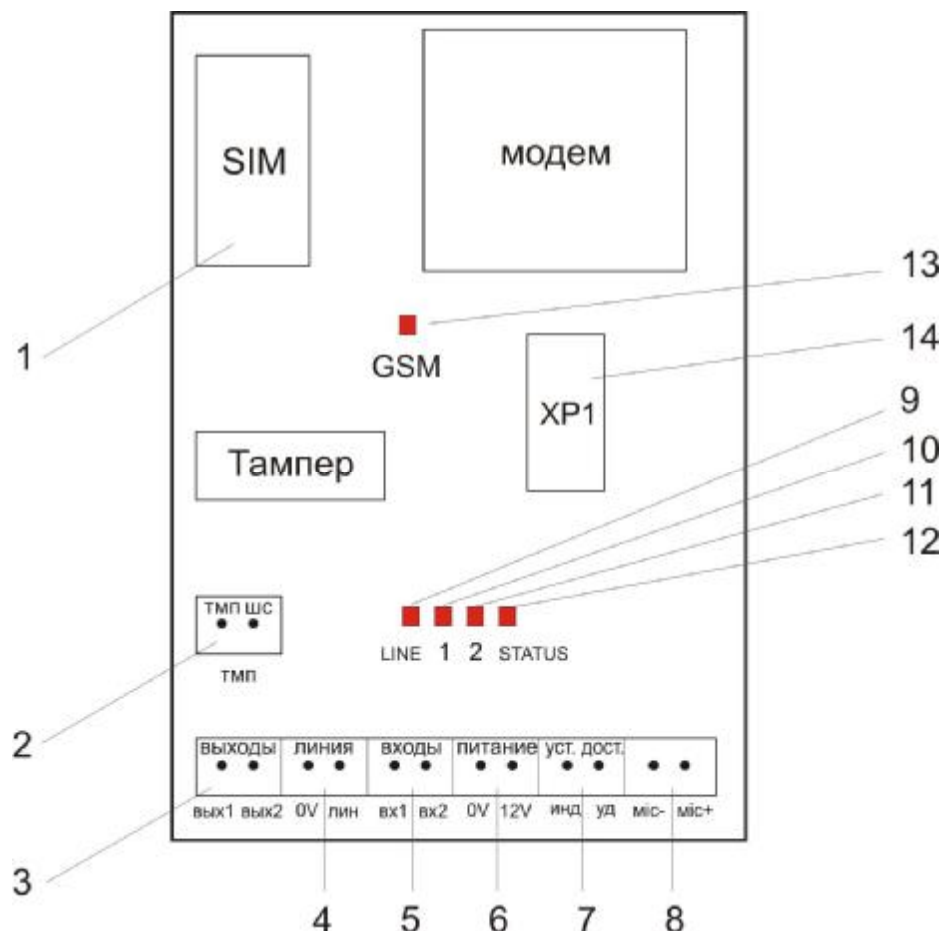 SIM
модем
13
14
1
GSM
XP1
9
10
Тампер
11
12
тмп шс
LINE 1 2 STATUS
тмп
2
выходы линия входы питание уст. дост.
вых1 вых2 0V лин вх1 вх2 0V 12V инд уд mic- mic+
3
4 5 6 7 8